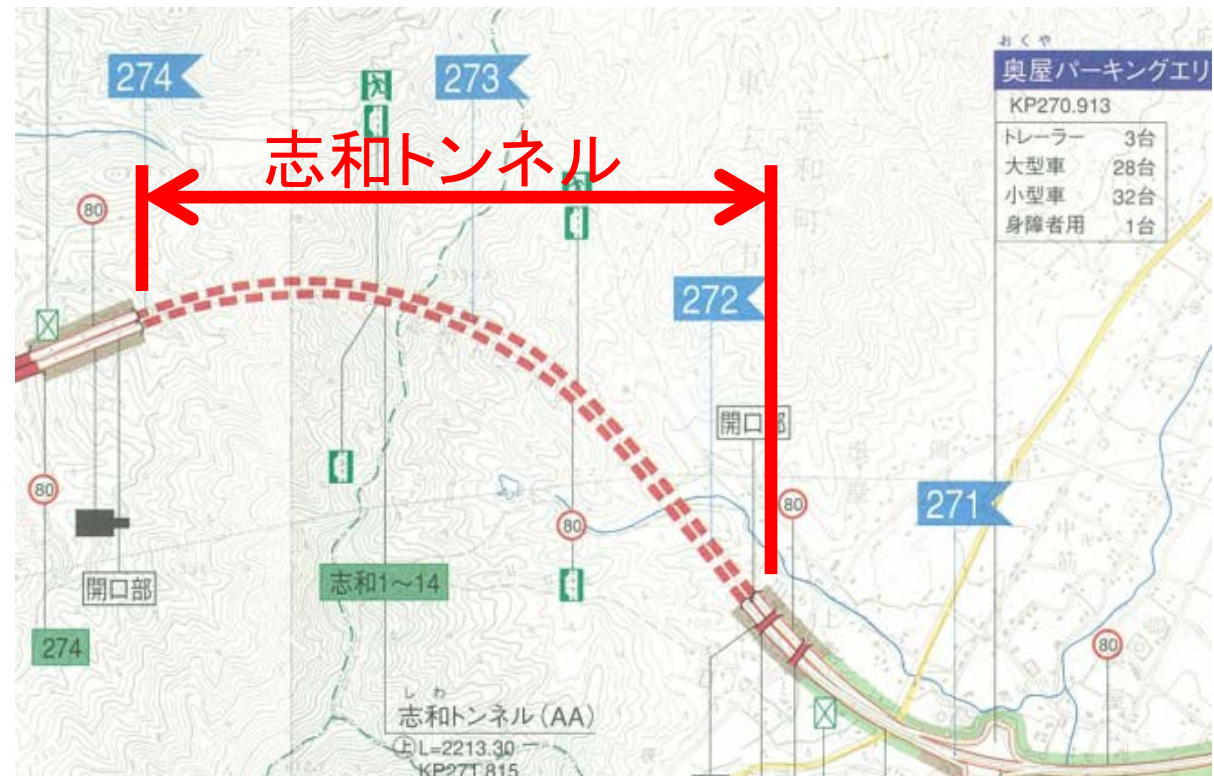 274
273
おくや
奥屋パーキングエリ
KP270.913
トレーラー 3台
大型車 28台
小型車 32台
身障者用 1台
志和トンネル
80
272
開口部
80
80
271
80
開口部
志和1~14
274
80
しわ
志和トンネル(AA)
上L=2213.30
KP271.815